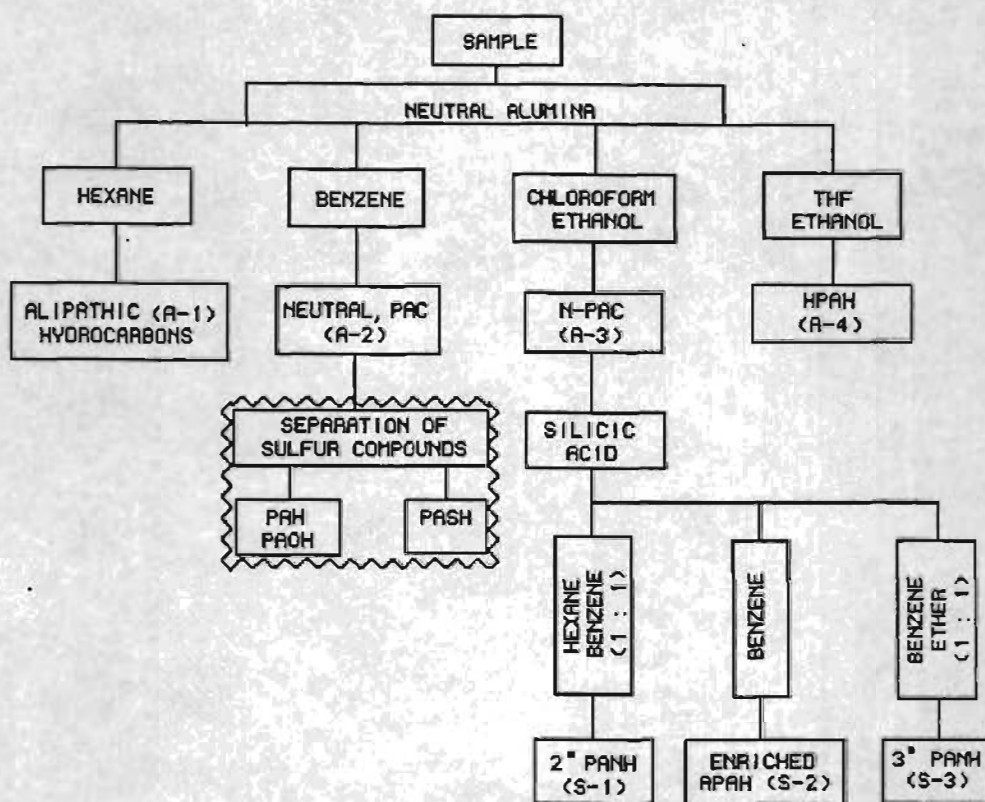 SAMPLE
NEUTRAL ALUMINA
HEXANE
BENZENE
CHLOROFORM
ETHANOL
THF
ETHANOL
ALIPATHIC (A-1)
HYDROCARBONS
NEUTRAL, PAC
(A-2)
N-PAC
(A-3)
HPAH
(A-4)
SEPARATION OF
SULFUR COMPOUNDS
SILICIC
ACID
PAH
PAOH
PASH
HEXANE
BENZENE
(1 : 1)
BENZENE
BENZENE
ETHER
(1 : 1)
2° PANH
(S-1)
ENRICHED
APAH (S-2)
3° PANH
(S-3)